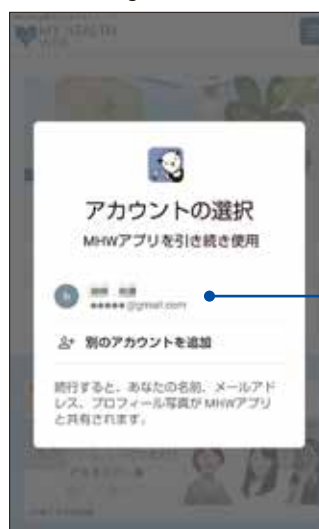 MY HEALTH
WEB
アカウントの選択
MHWアプリを引き続き使用
h
@gmail.com
別のアカウントを追加
続行すると、あなたの名前、メールアド
レス、プロフィール写真が MHWアプリ
と共有されます。